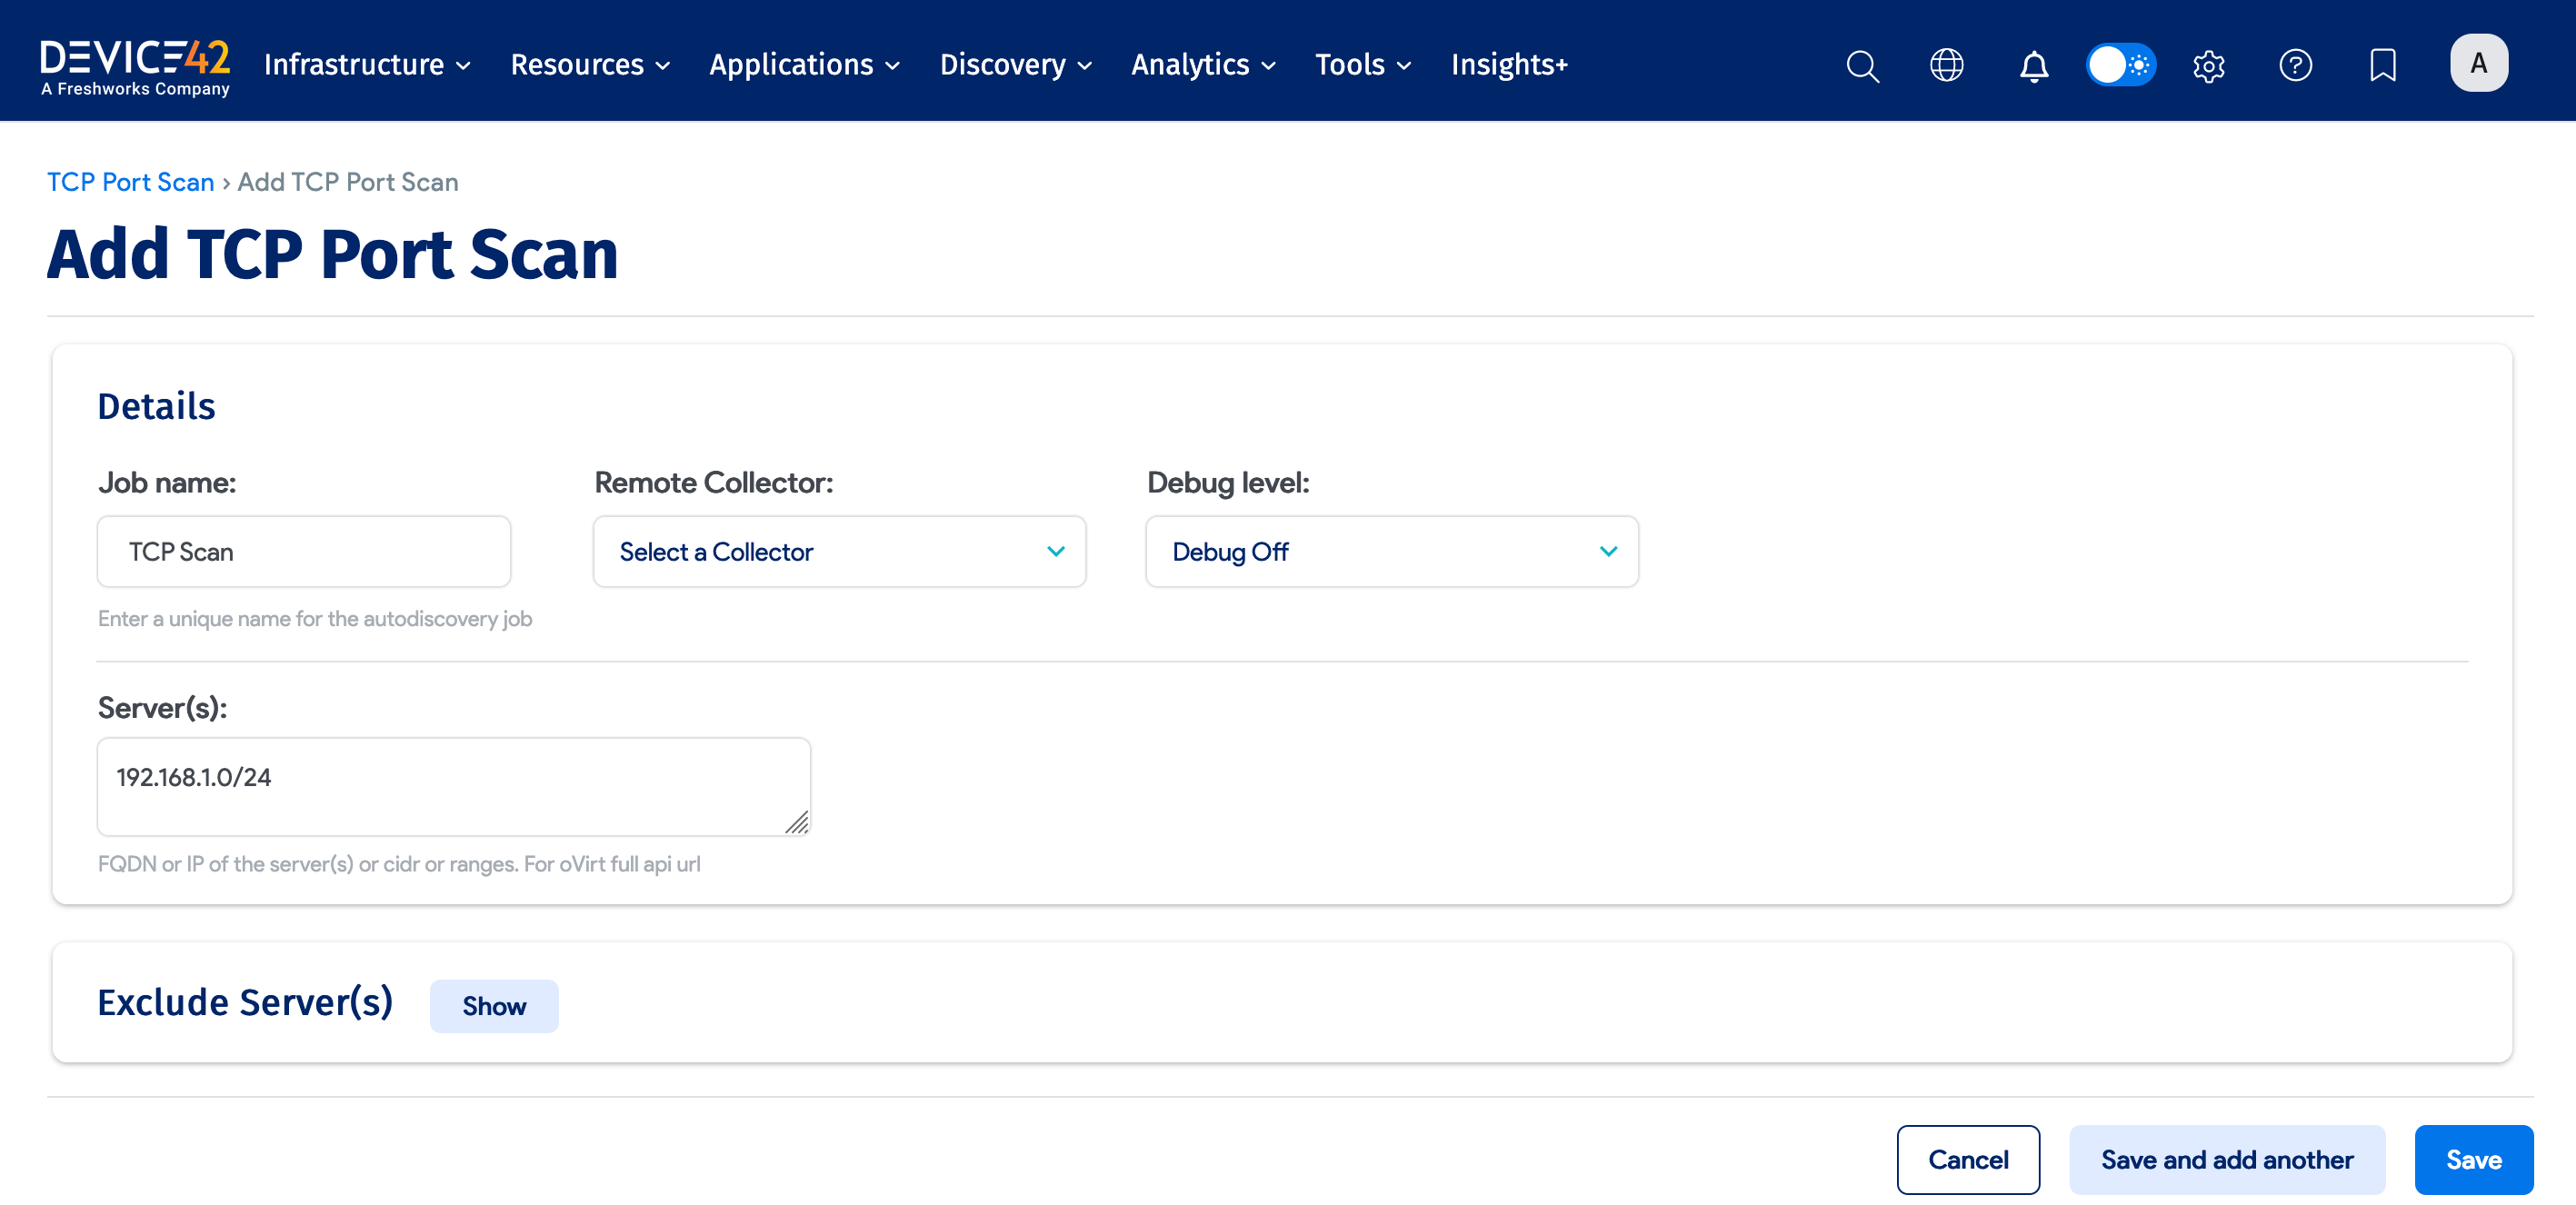 DEVICE42
A Freshworks Company
Infrastructure
Resources
Applications
Discovery
Analytics
Tools
Insights+
A
TCP Port Scan › Add TCP Port Scan
Add TCP Port Scan
Details
Job name:
Remote Collector:
Debug level:
TCP Scan
Select a Collector
Debug Off
Enter a unique name for the autodiscovery job
Server(s):
192.168.1.0/24
FQDN or IP of the server(s) or cidr or ranges. For oVirt full api url
Exclude Server(s)
Show
Cancel
Save and add another
Save